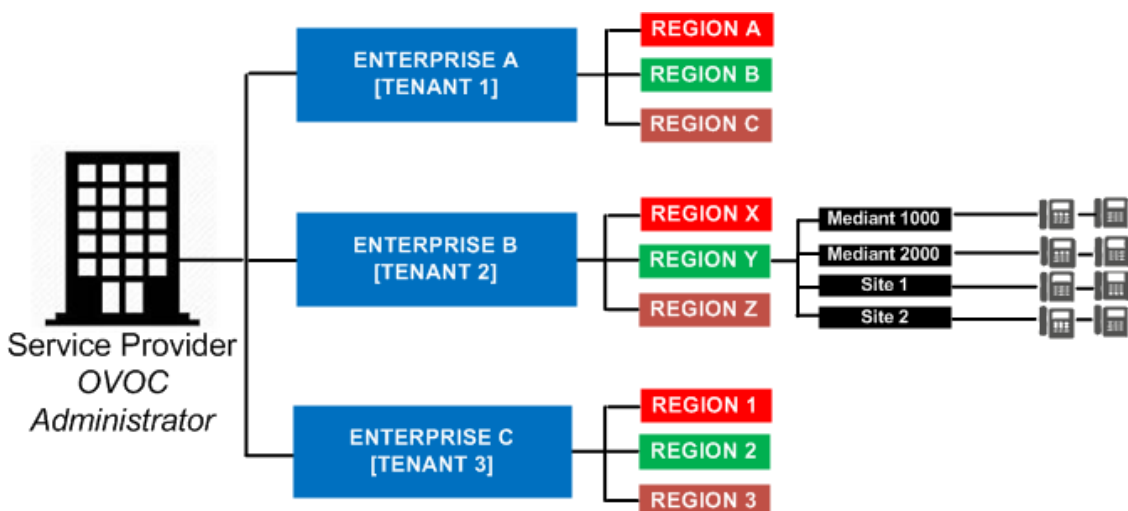 REGION A
ENTERPRISE A
[TENANT 1]
REGION B
REGION C
REGION X
Mediant 1000
ENTERPRISE B
[TENANT 2]
REGION Y
Mediant 2000
Site 1
REGION Z
Site 2
Service Provider
OVOC
Administrator
REGION 1
ENTERPRISE C
[TENANT 3]
REGION 2
REGION 3